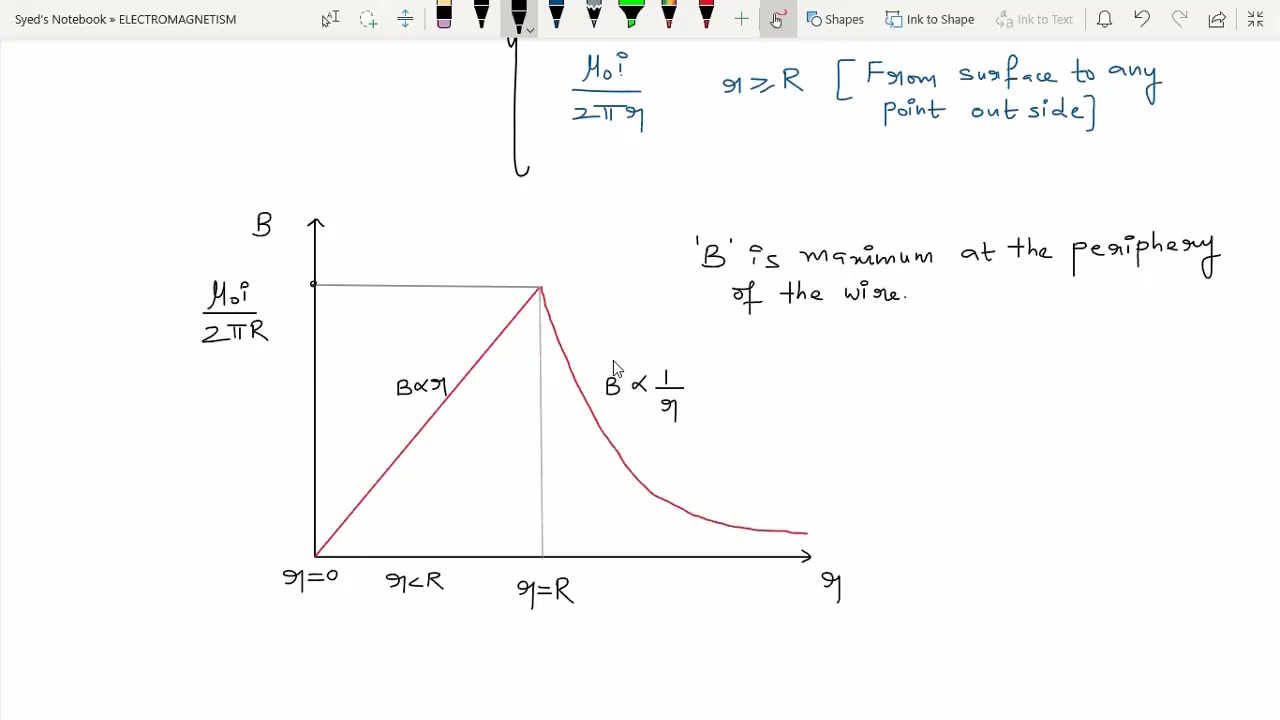 Syed's Notebook » ELECTROMAGNETISM
Shapes
Ink to Shape
Ink to Text
μ₀i
2πr
r ≥ R [From surface to any
point out side]
B
'B' is maximum at the periphery
of the wire.
μ₀i
2πR
B∝r
B ∝ 1
r
r=0
r<R
r=R
r